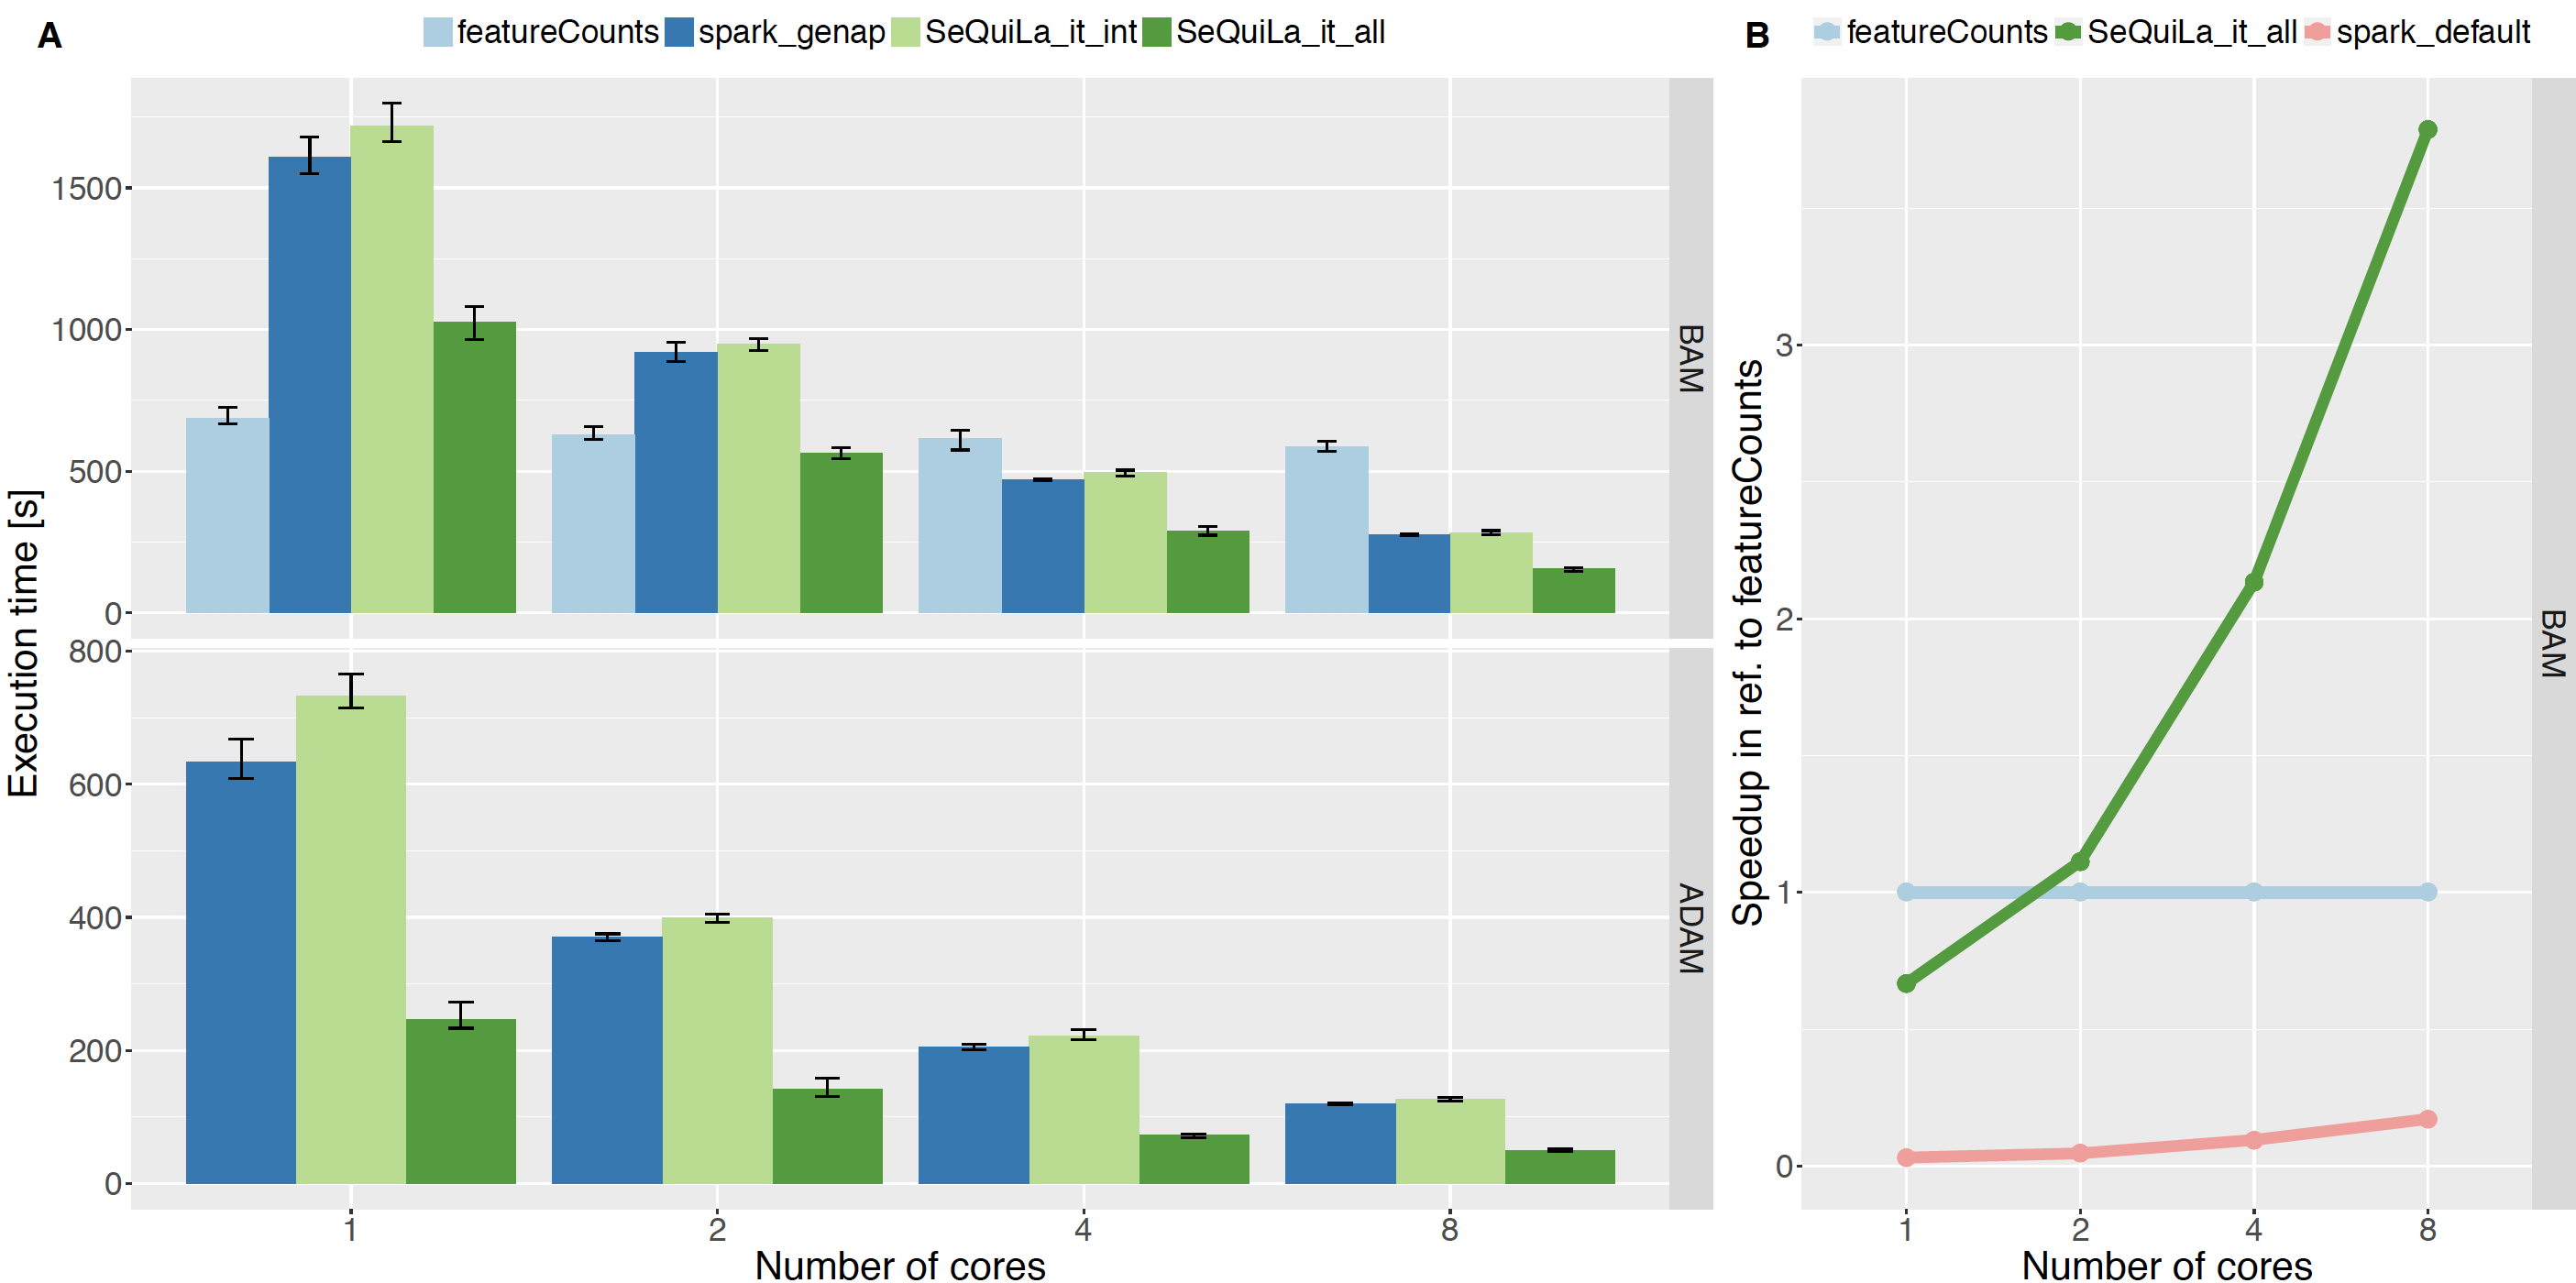 A
featureCounts spark_genap SeQuiLa_it_int SeQuiLa_it_all
Execution time [s]
1500
1000
500
0
BAM
800
600
400
200
0
ADAM
1 2 4 8
Number of cores
B
featureCounts SeQuiLa_it_all spark_default
Speedup in ref. to featureCounts
3
2
1
0
BAM
1 2 4 8
Number of cores